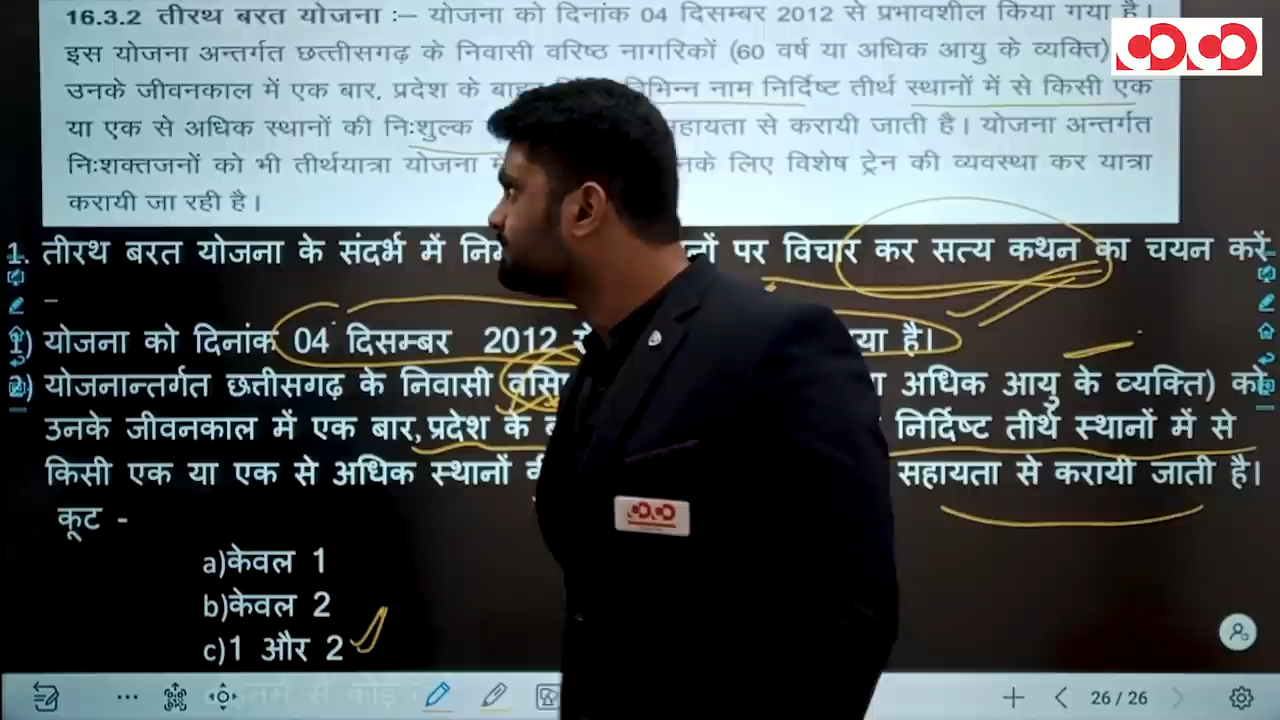 16.3.2 तीरथ बरत योजना :– योजना को दिनांक 04 दिसम्बर 2012 से प्रभावशील किया गया है।
इस योजना अन्तर्गत छत्तीसगढ़ के निवासी वरिष्ठ नागरिकों (60 वर्ष या अधिक आयु के व्यक्ति)
उनके जीवनकाल में एक बार, प्रदेश के नाम निर्दिष्ट तीर्थ स्थानों में से किसी एक
या एक से अधिक स्थानों की निःशुल्क सहायता से करायी जाती है। योजना अन्तर्गत
निःशक्तजनों को भी तीर्थयात्रा योजना के लिए विशेष ट्रेन की व्यवस्था कर यात्रा
करायी जा रही है।
1. तीरथ बरत योजना के संदर्भ में पर विचार कर सत्य कथन का चयन करें
–
1) योजना को दिनांक 04 दिसम्बर 2012 है।
2) योजनान्तर्गत छत्तीसगढ़ के निवासी अधिक आयु के व्यक्ति) को
उनके जीवनकाल में एक बार, प्रदेश के निर्दिष्ट तीर्थ स्थानों में से
किसी एक या एक से अधिक स्थानों सहायता से करायी जाती है।
कूट -
a)केवल 1
b)केवल 2
c)1 और 2
26 / 26